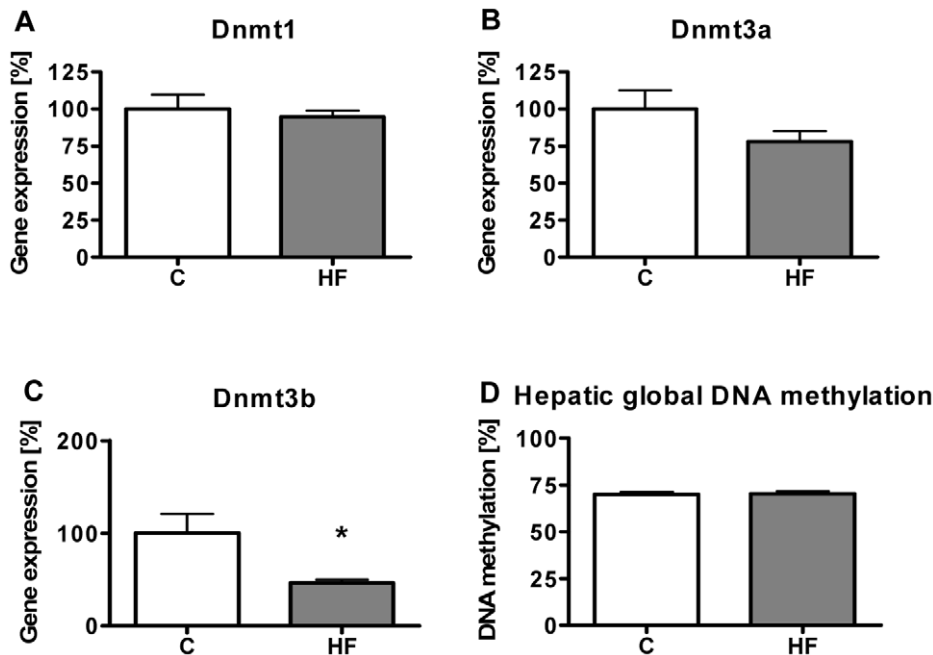 A
Dnmt1
Gene expression [%]
125
100
75
50
25
0
C
HF
B
Dnmt3a
Gene expression [%]
125
100
75
50
25
0
C
HF
C
Dnmt3b
Gene expression [%]
200
100
0
*
C
HF
D Hepatic global DNA methylation
DNA methylation [%]
100
75
50
25
0
C
HF